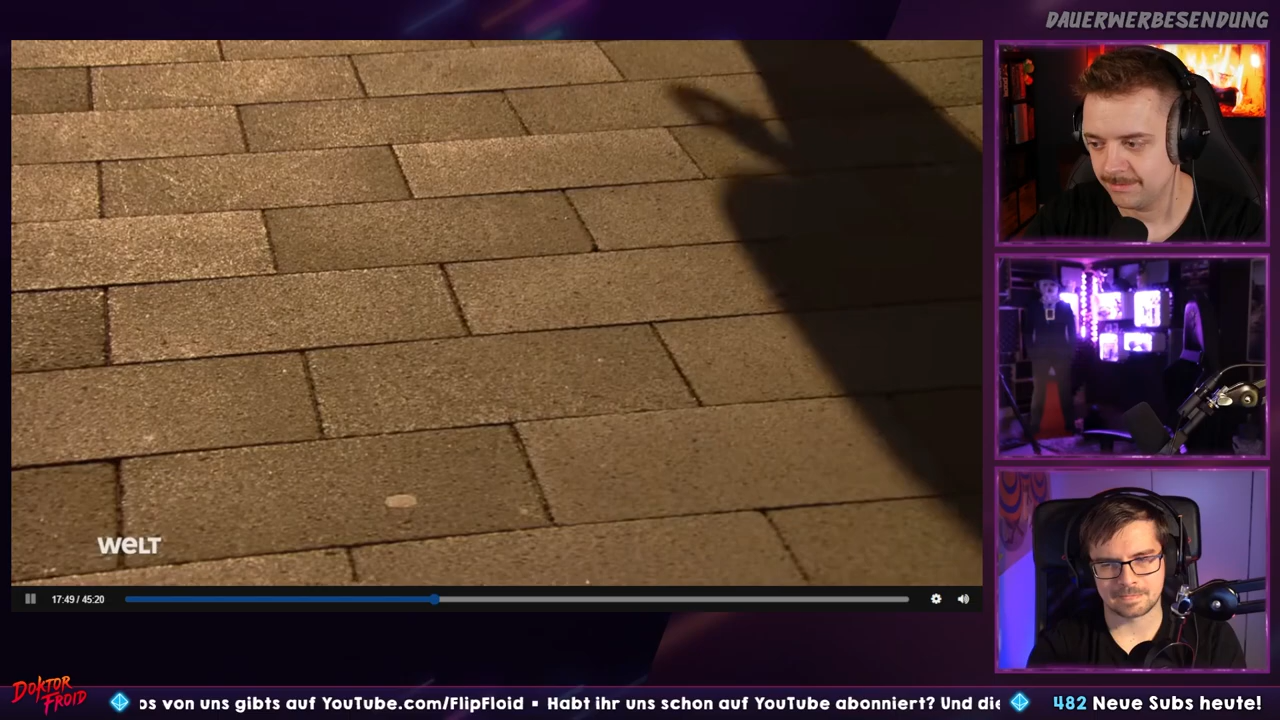 DAUERWERBESENDUNG
WELT
17:49 / 45:20
DOKTOR
FROID
os von uns gibts auf YouTube.com/FlipFloid ▪ Habt ihr uns schon auf YouTube abonniert? Und die
482 Neue Subs heute!